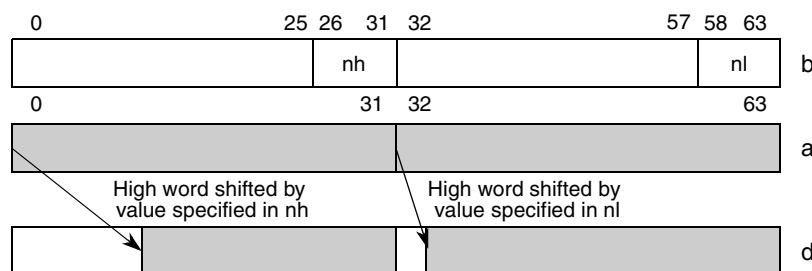 0 25 26 31 32 57 58 63
nh nl b
0 31 32 63
a
High word shifted by High word shifted by
value specified in nh value specified in nl
d